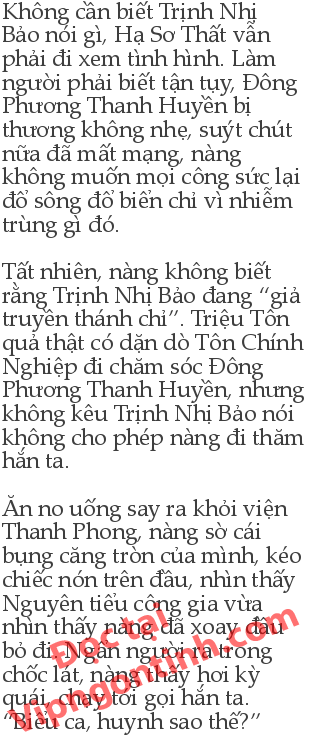 Không cần biết Trịnh Nhị
Bảo nói gì, Hạ Sơ Thất vẫn
phải đi xem tình hình. Làm
người phải biết tận tụy, Đông
Phương Thanh Huyền bị
thương không nhẹ, suýt chút
nữa đã mất mạng, nàng
không muốn mọi công sức lại
đổ sông đổ biển chỉ vì nhiễm
trùng gì đó.
Tất nhiên, nàng không biết
rằng Trịnh Nhị Bảo đang “giả
truyền thánh chỉ”. Triệu Tôn
quả thật có dặn dò Tôn Chính
Nghiệp đi chăm sóc Đông
Phương Thanh Huyền, nhưng
không kêu Trịnh Nhị Bảo nói
không cho phép nàng đi thăm
hắn ta.
Ăn no uống say ra khỏi viện
Thanh Phong, nàng sờ cái
bụng căng tròn của mình, kéo
chiếc nón trên đầu, nhìn thấy
Nguyên tiểu công gia vừa
nhìn thấy nàng đã xoay đầu
bỏ đi. Ngẩn người ra trong
chốc lát, nàng thấy hơi kỳ
quái, chạy tới gọi hắn ta.
“Biểu ca, huynh sao thế?”
Đọc tại
Vipngontinh.com